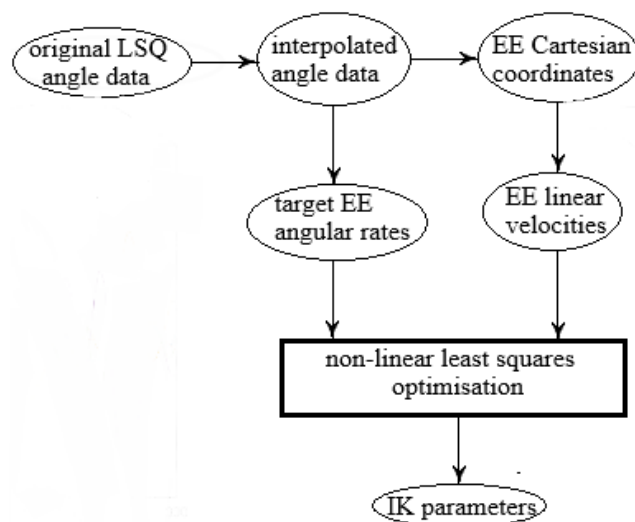 original LSQ
angle data
interpolated
angle data
EE Cartesian
coordinates
target EE
angular rates
EE linear
velocities
non-linear least squares
optimisation
IK parameters